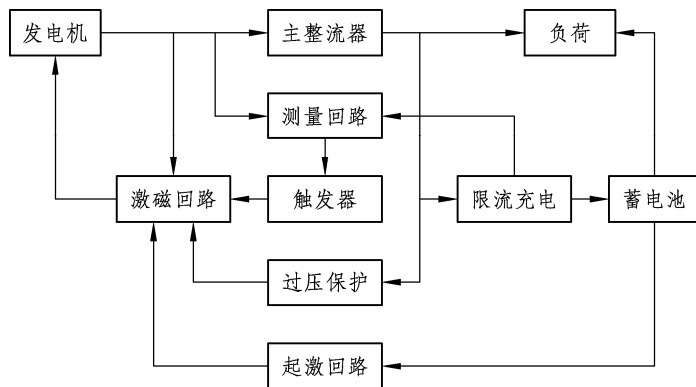 发电机
主整流器
负荷
测量回路
激磁回路
触发器
限流充电
蓄电池
过压保护
起激回路